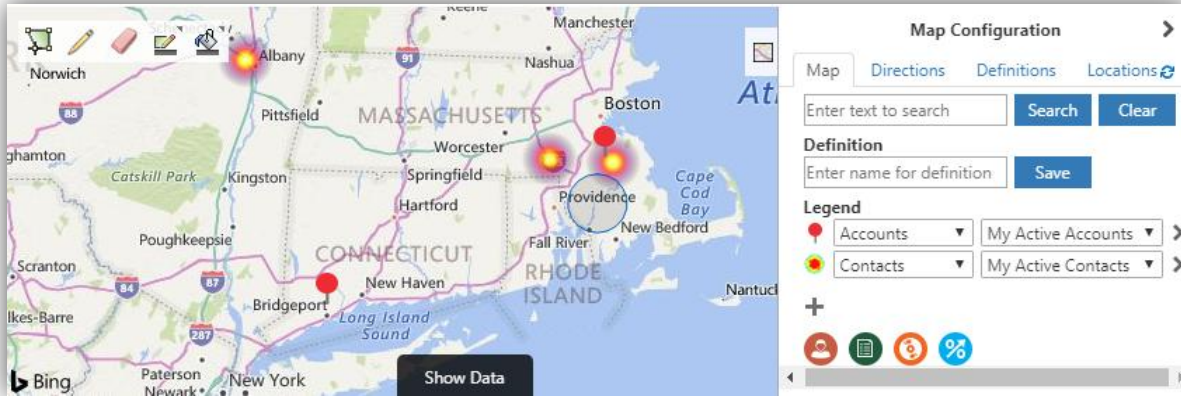 Keene
Manchester
Norwich
Albany
91
Nashua
Pittsfield
MASSACHUSETTS
Boston
88
Worcester
ghamton
Catskill Park
Kingston
Springfield
Hartford
Providence
Cape
Cod
Bay
Poughkeepsie
Fall River
New Bedford
CONNECTICUT
Scranton
84
87
New Haven
RHODE
ISLAND
Nantuck
Bridgeport
lkes-Barre
287
Long Island
Sound
Paterson
Newark
New York
Bing
Show Data
Map Configuration
Map Directions Definitions Locations
Enter text to search Search Clear
Definition
Enter name for definition Save
Legend
Accounts My Active Accounts
Contacts My Active Contacts